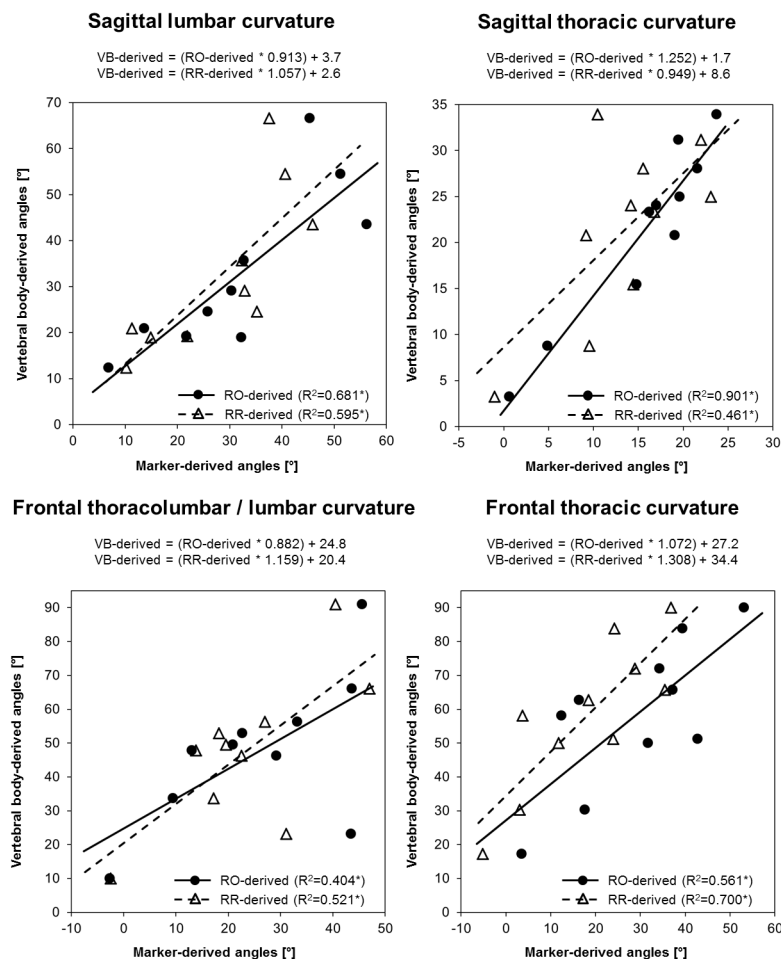 Sagittal lumbar curvature
VB-derived = (RO-derived * 0.913) + 3.7
VB-derived = (RR-derived * 1.057) + 2.6
Vertebral body-derived angles [°]
70
60
50
40
30
20
10
0
0 10 20 30 40 50 60
RO-derived (R²=0.681*)
RR-derived (R²=0.595*)
Marker-derived angles [°]
Sagittal thoracic curvature
VB-derived = (RO-derived * 1.252) + 1.7
VB-derived = (RR-derived * 0.949) + 8.6
Vertebral body-derived angles [°]
35
30
25
20
15
10
5
0
-5 0 5 10 15 20 25 30
RO-derived (R²=0.901*)
RR-derived (R²=0.461*)
Marker-derived angles [°]
Frontal thoracolumbar / lumbar curvature
VB-derived = (RO-derived * 0.882) + 24.8
VB-derived = (RR-derived * 1.159) + 20.4
Vertebral body-derived angles [°]
90
80
70
60
50
40
30
20
10
0
-10 0 10 20 30 40 50
RO-derived (R²=0.404*)
RR-derived (R²=0.521*)
Marker-derived angles [°]
Frontal thoracic curvature
VB-derived = (RO-derived * 1.072) + 27.2
VB-derived = (RR-derived * 1.308) + 34.4
Vertebral body-derived angles [°]
90
80
70
60
50
40
30
20
10
0
-10 0 10 20 30 40 50 60
RO-derived (R²=0.561*)
RR-derived (R²=0.700*)
Marker-derived angles [°]